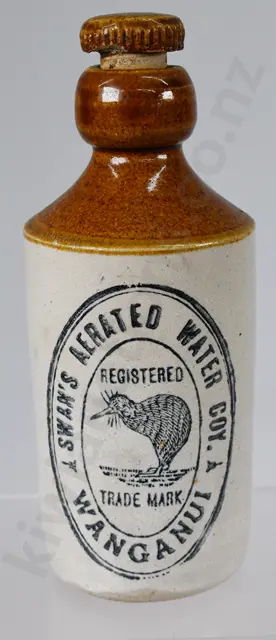 SWAN'S AERATED WATER COY.
REGISTERED
TRADE MARK
WANGANUI